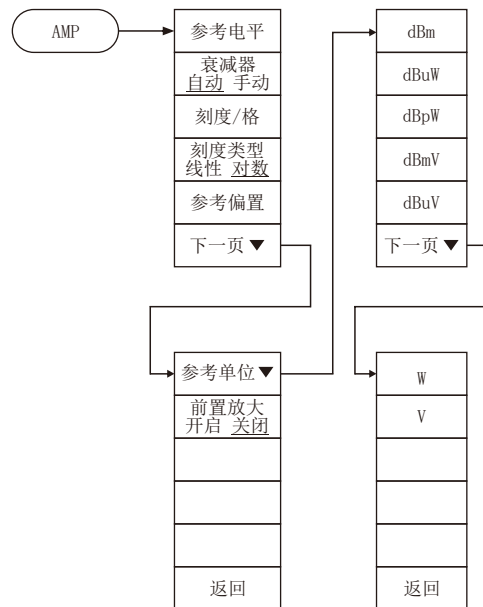 AMP
参考电平
衰减器
自动 手动
刻度/格
刻度类型
线性 对数
参考偏置
下一页▼
参考单位▼
前置放大
开启 关闭
返回
dBm
dBuW
dBpW
dBmV
dBuV
下一页▼
W
V
返回